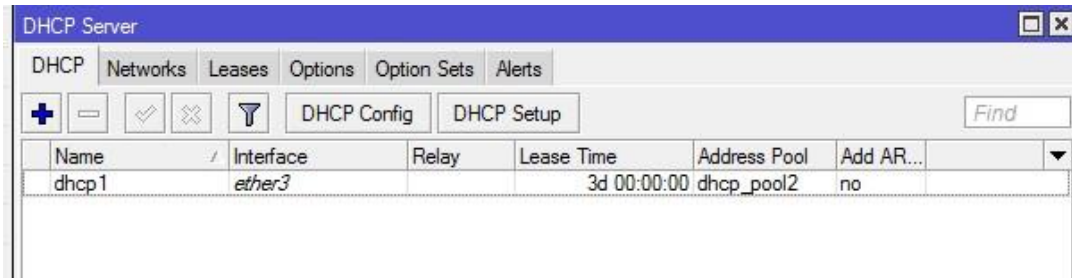 DHCP Server
DHCP Networks Leases Options Option Sets Alerts
DHCP Config DHCP Setup Find
Name Interface Relay Lease Time Address Pool Add AR...
dhcp1 ether3 3d 00:00:00 dhcp_pool2 no